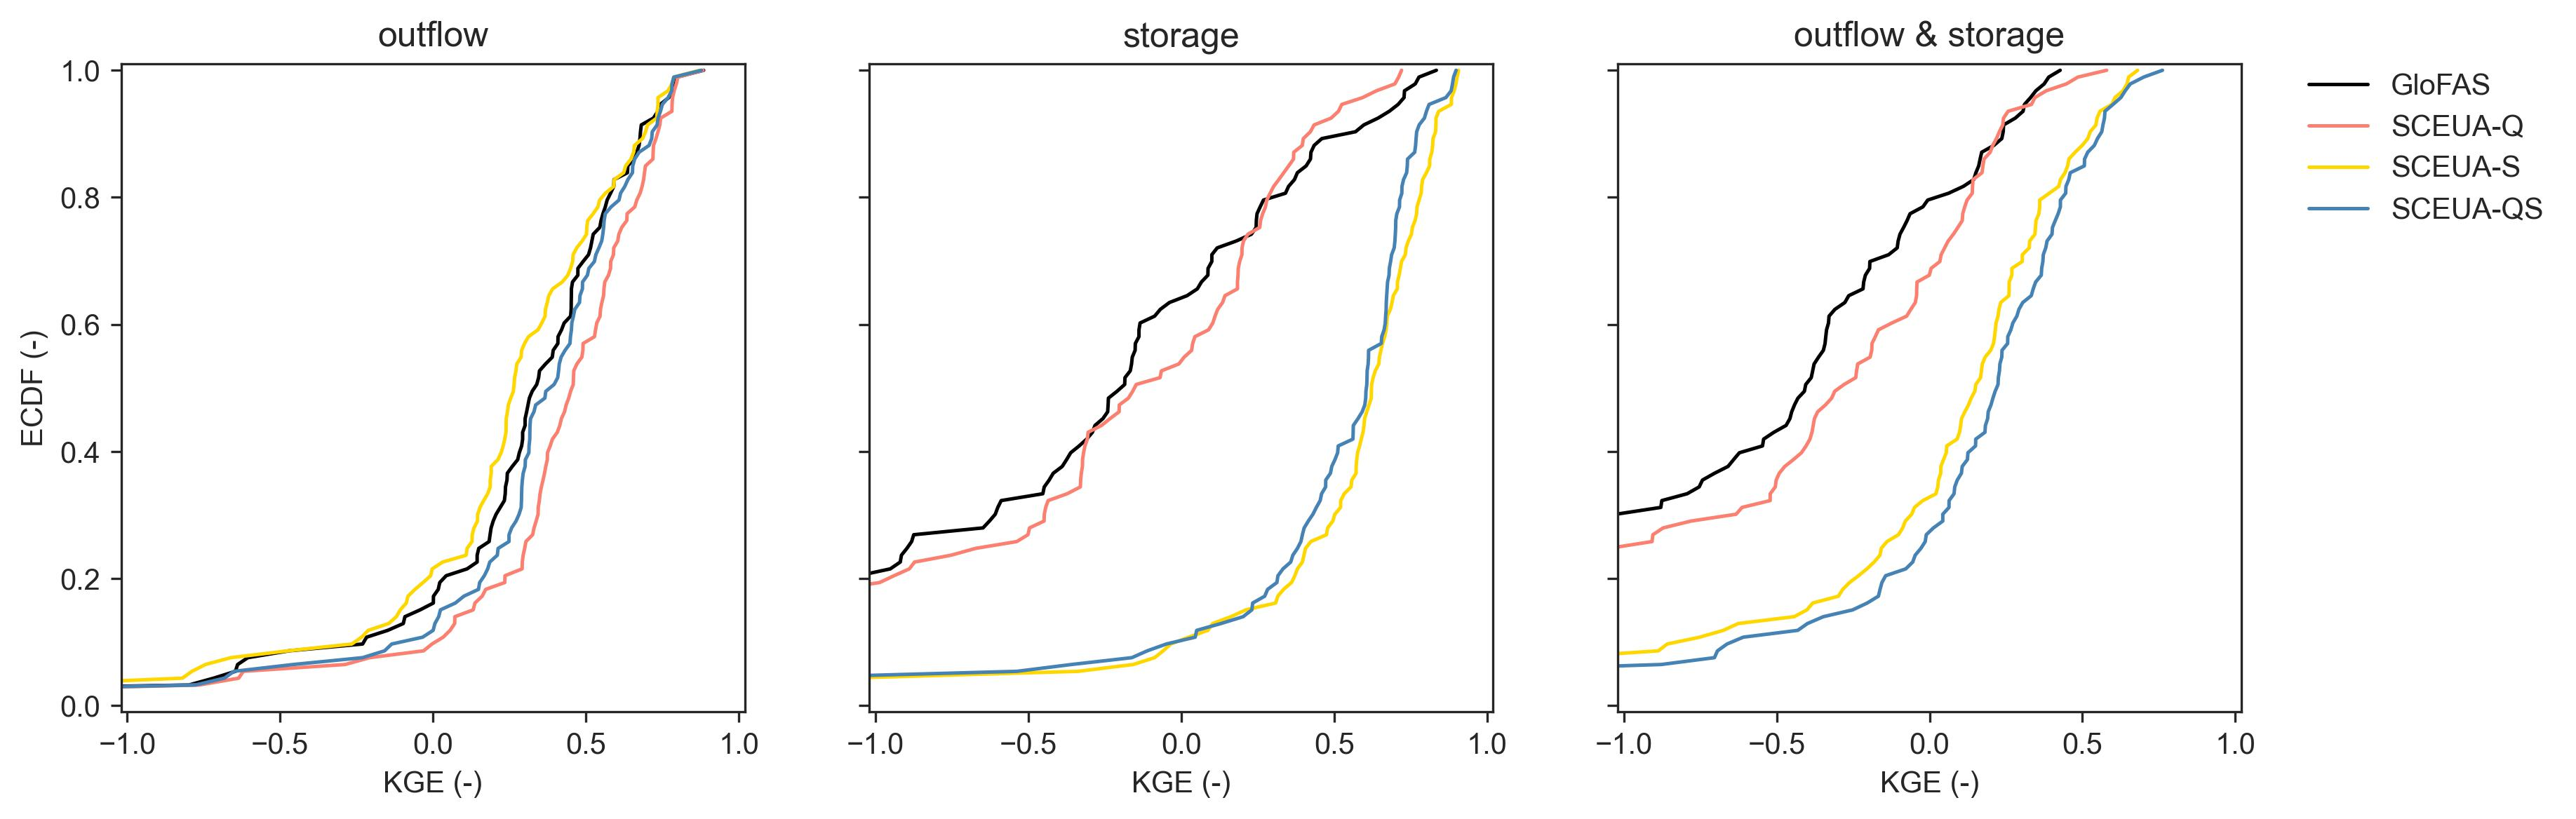 outflow
storage
outflow & storage
GloFAS
SCEUA-Q
SCEUA-S
SCEUA-QS
ECDF (-)
1.0
0.8
0.6
0.4
0.2
0.0
−1.0 −0.5 0.0 0.5 1.0
−1.0 −0.5 0.0 0.5 1.0
−1.0 −0.5 0.0 0.5 1.0
KGE (-)
KGE (-)
KGE (-)